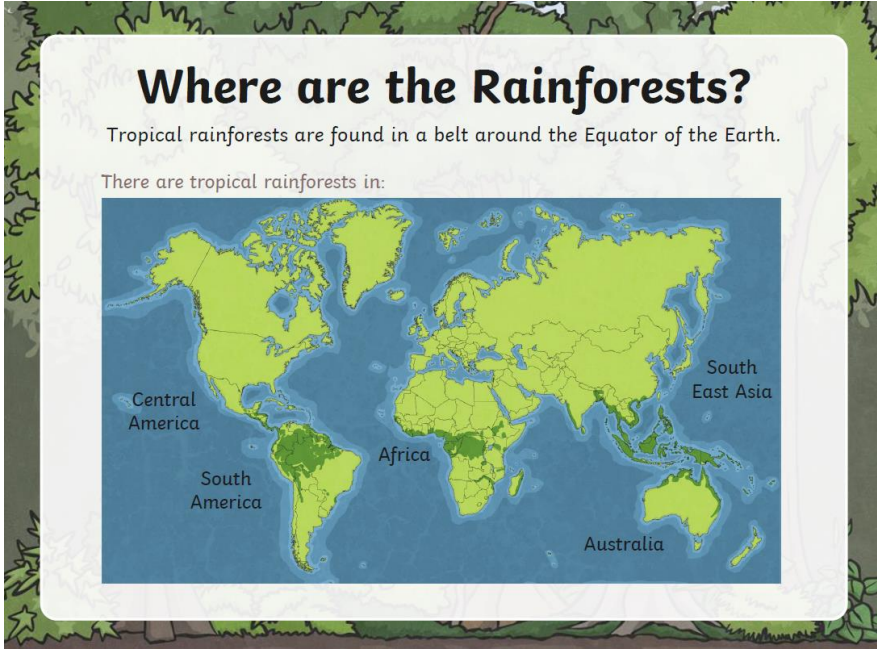 Where are the Rainforests?
Tropical rainforests are found in a belt around the Equator of the Earth.
There are tropical rainforests in:
South
East Asia
Central
America
Africa
South
America
Australia